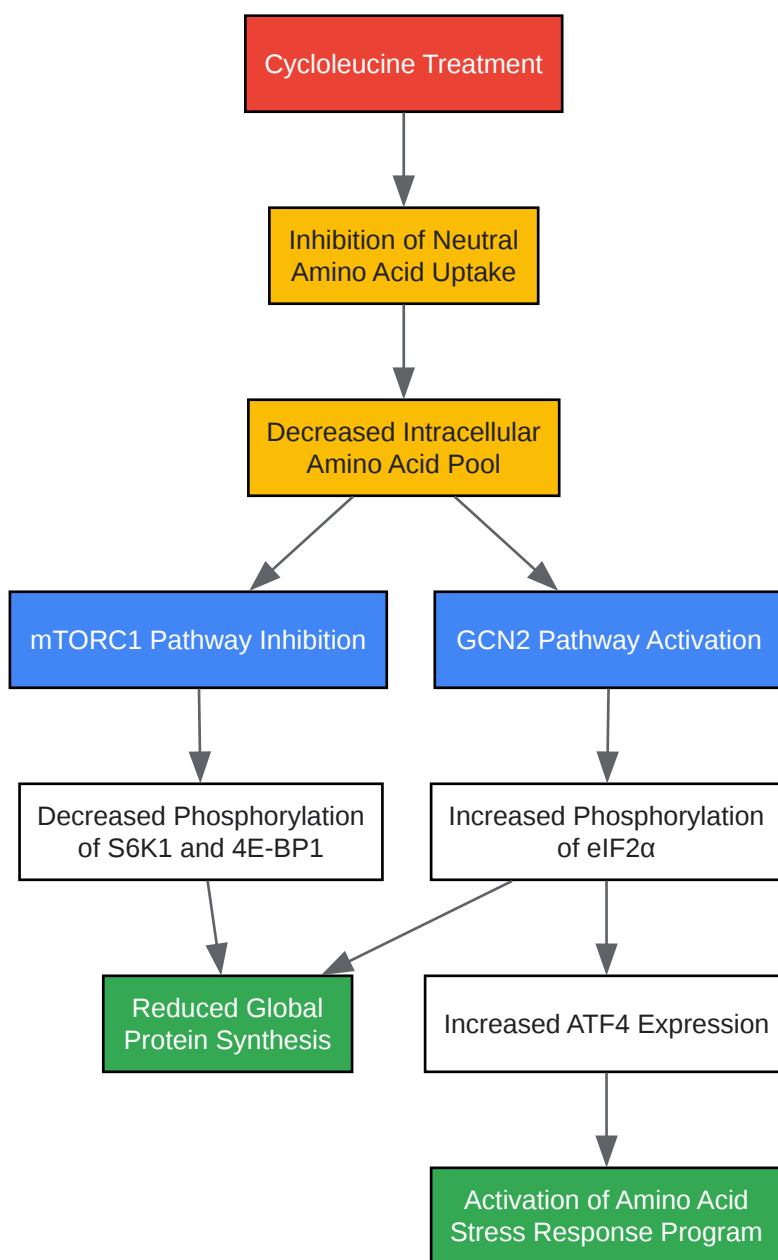 Cycloleucine Treatment
Inhibition of Neutral
Amino Acid Uptake
Decreased Intracellular
Amino Acid Pool
mTORC1 Pathway Inhibition
GCN2 Pathway Activation
Decreased Phosphorylation
of S6K1 and 4E-BP1
Increased Phosphorylation
of eIF2α
Reduced Global
Protein Synthesis
Increased ATF4 Expression
Activation of Amino Acid
Stress Response Program